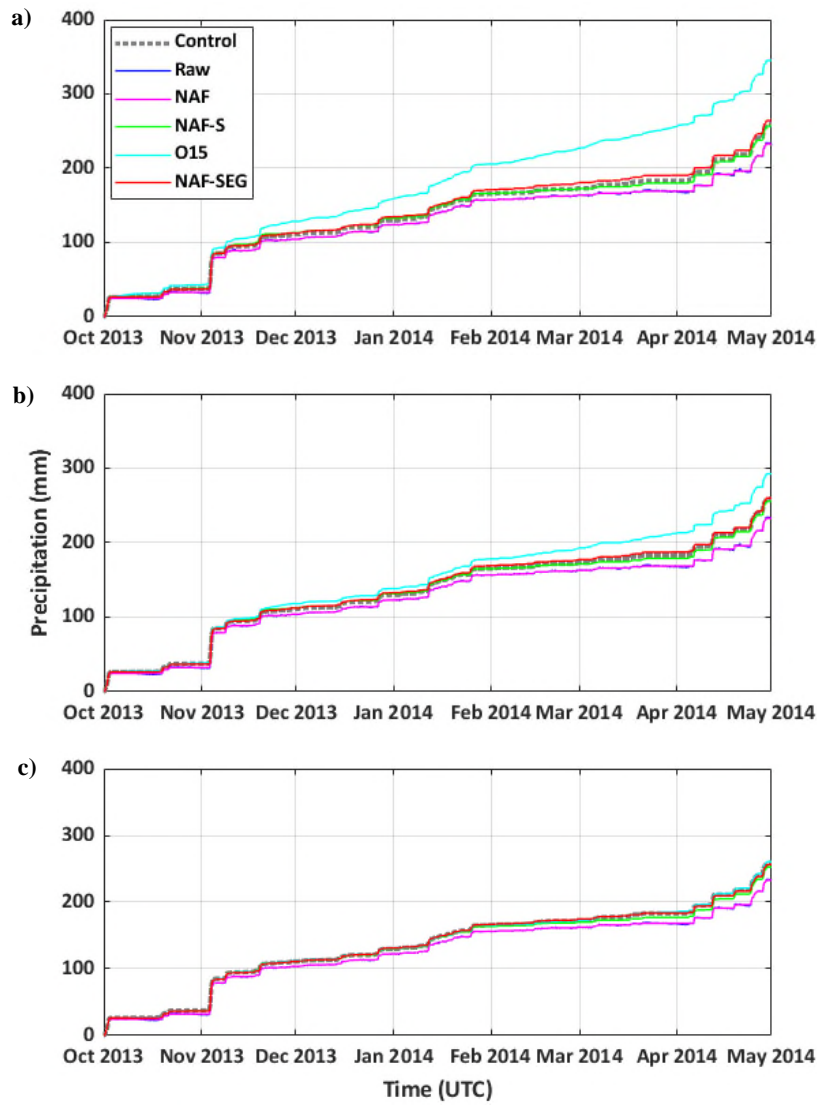 a)
400
300
200
100
0
Control
Raw
NAF
NAF-S
O15
NAF-SEG
Oct 2013 Nov 2013 Dec 2013 Jan 2014 Feb 2014 Mar 2014 Apr 2014 May 2014
b)
400
300
200
100
0
Precipitation (mm)
Oct 2013 Nov 2013 Dec 2013 Jan 2014 Feb 2014 Mar 2014 Apr 2014 May 2014
c)
400
300
200
100
0
Oct 2013 Nov 2013 Dec 2013 Jan 2014 Feb 2014 Mar 2014 Apr 2014 May 2014
Time (UTC)